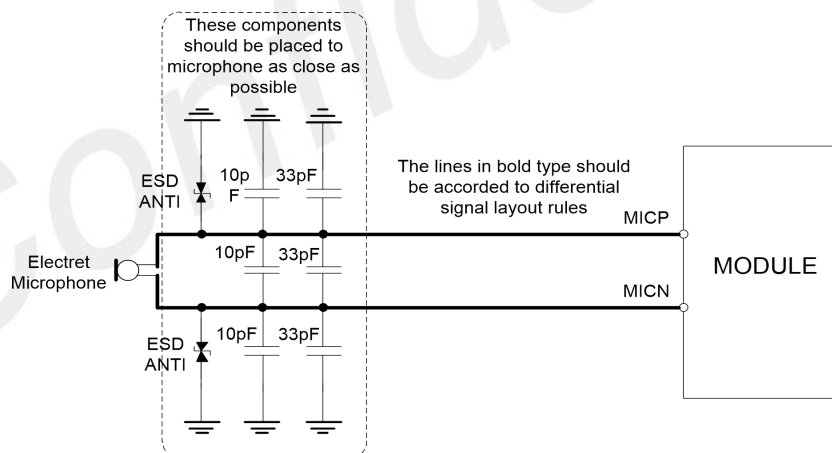 These components
should be placed to
microphone as close as
possible
10p
F
33pF
ESD
ANTI
The lines in bold type should
be accorded to differential
signal layout rules
MICP
10pF
33pF
Electret
Microphone
MODULE
MICN
10pF
33pF
ESD
ANTI